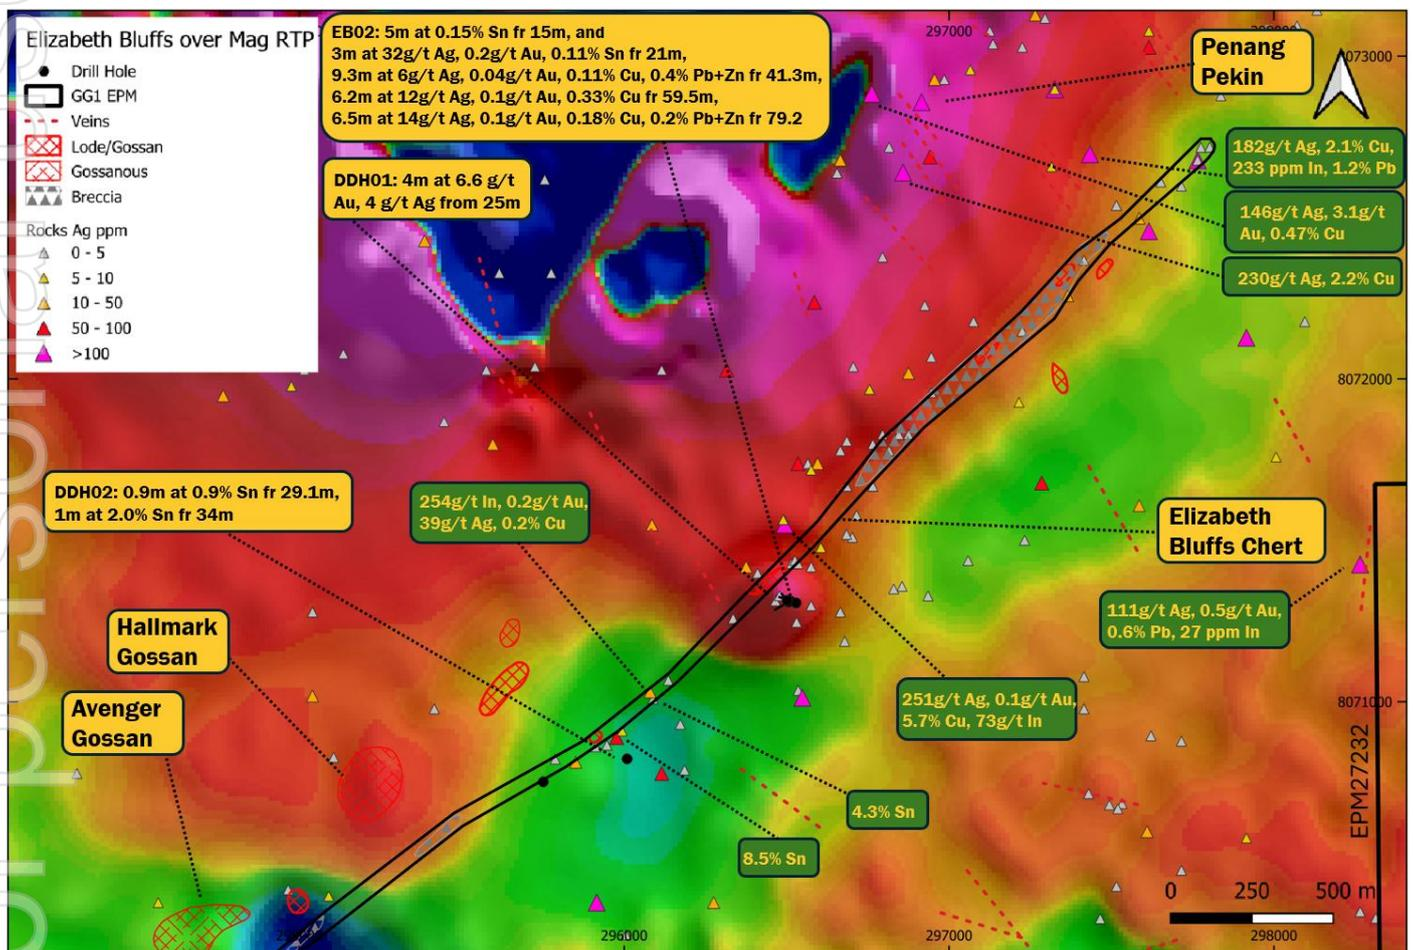 Elizabeth Bluffs over Mag RTP
Drill Hole
GG1 EPM
Veins
Lode/Gossan
Gossanous
Breccia
Rocks Ag ppm
0 - 5
5 - 10
10 - 50
50 - 100
>100
EB02: 5m at 0.15% Sn fr 15m, and
3m at 32g/t Ag, 0.2g/t Au, 0.11% Sn fr 21m,
9.3m at 6g/t Ag, 0.04g/t Au, 0.11% Cu, 0.4% Pb+Zn fr 41.3m,
6.2m at 12g/t Ag, 0.1g/t Au, 0.33% Cu fr 59.5m,
6.5m at 14g/t Ag, 0.1g/t Au, 0.18% Cu, 0.2% Pb+Zn fr 79.2
297000
8073000
Penang
Pekin
182g/t Ag, 2.1% Cu,
233 ppm In, 1.2% Pb
DDH01: 4m at 6.6 g/t
Au, 4 g/t Ag from 25m
146g/t Ag, 3.1g/t
Au, 0.47% Cu
230g/t Ag, 2.2% Cu
8072000
DDH02: 0.9m at 0.9% Sn fr 29.1m,
1m at 2.0% Sn fr 34m
254g/t In, 0.2g/t Au,
39g/t Ag, 0.2% Cu
Elizabeth
Bluffs Chert
111g/t Ag, 0.5g/t Au,
0.6% Pb, 27 ppm In
Hallmark
Gossan
Avenger
Gossan
251g/t Ag, 0.1g/t Au,
5.7% Cu, 73g/t In
8071000
EPM27232
4.3% Sn
8.5% Sn
0 250 500 m
296000
297000
298000
or personal us